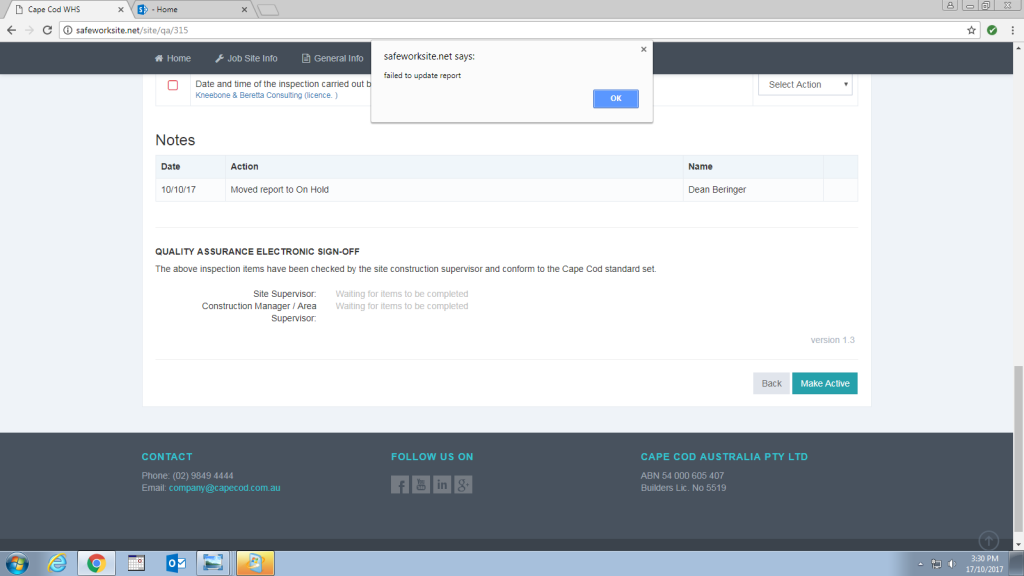 Cape Cod WHS
- Home
safeworksite.net/site/qa/315
Home
Job Site Info
General Info
safeworksite.net says:
failed to update report
OK
Date and time of the inspection carried out b
Kneebone & Beretta Consulting (licence. )
Select Action
Notes
Date Action Name
10/10/17 Moved report to On Hold Dean Beringer
QUALITY ASSURANCE ELECTRONIC SIGN-OFF
The above inspection items have been checked by the site construction supervisor and conform to the Cape Cod standard set.
Site Supervisor: Waiting for items to be completed
Construction Manager / Area Waiting for items to be completed
Supervisor:
version 1.3
Back
Make Active
CONTACT
Phone: (02) 9849 4444
Email: company@capecod.com.au
FOLLOW US ON
CAPE COD AUSTRALIA PTY LTD
ABN 54 000 605 407
Builders Lic. No 5519
3:30 PM
17/10/2017